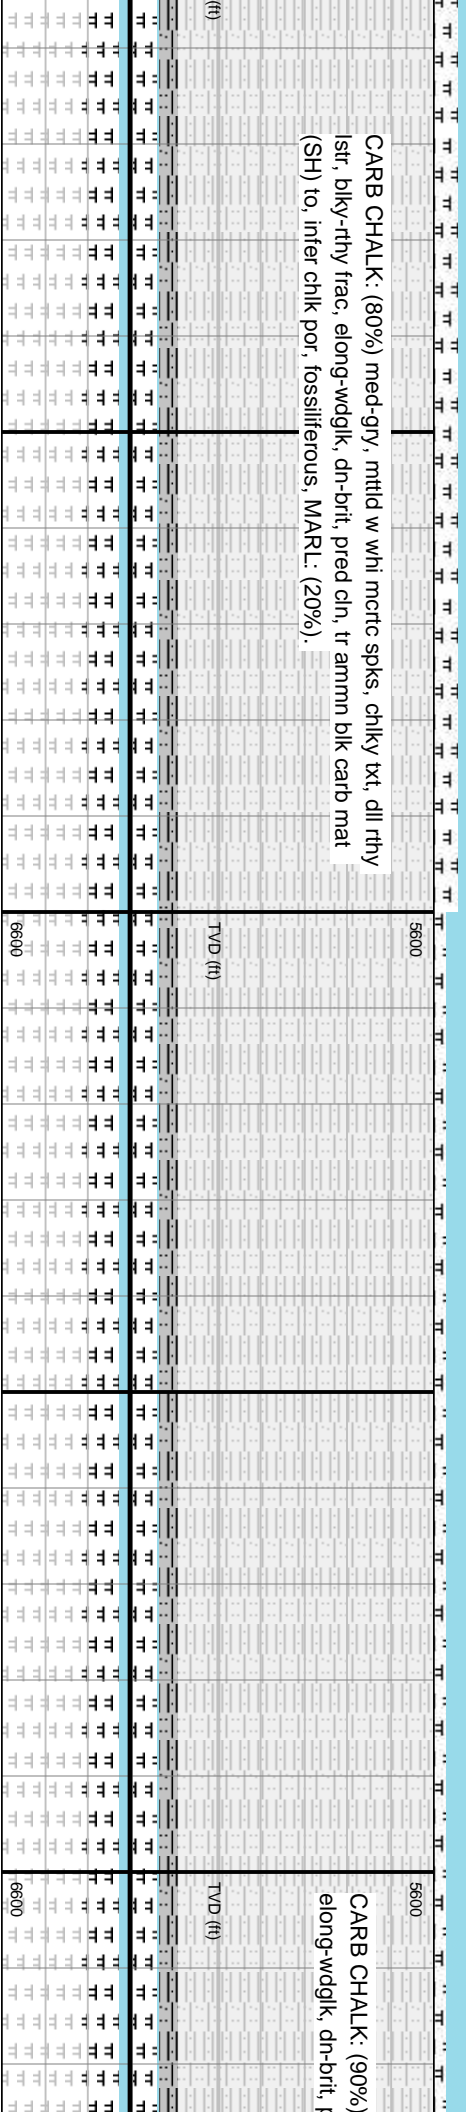 (ft)
CARB CHALK: (80%) med-gry, mttld w whi mcrtc spks, chlky txt, dll rthy
lstr, blky-rthy frac, elong-wdglk, dn-brit, pred cln, tr ammn blk carb mat
(SH) to, infer chlk por, fossiliferous, MARL: (20%).
5600
TVD (ft)
6600
5600
TVD (ft)
6600
CARB CHALK: (90%)
elong-wdglk, dn-brit,